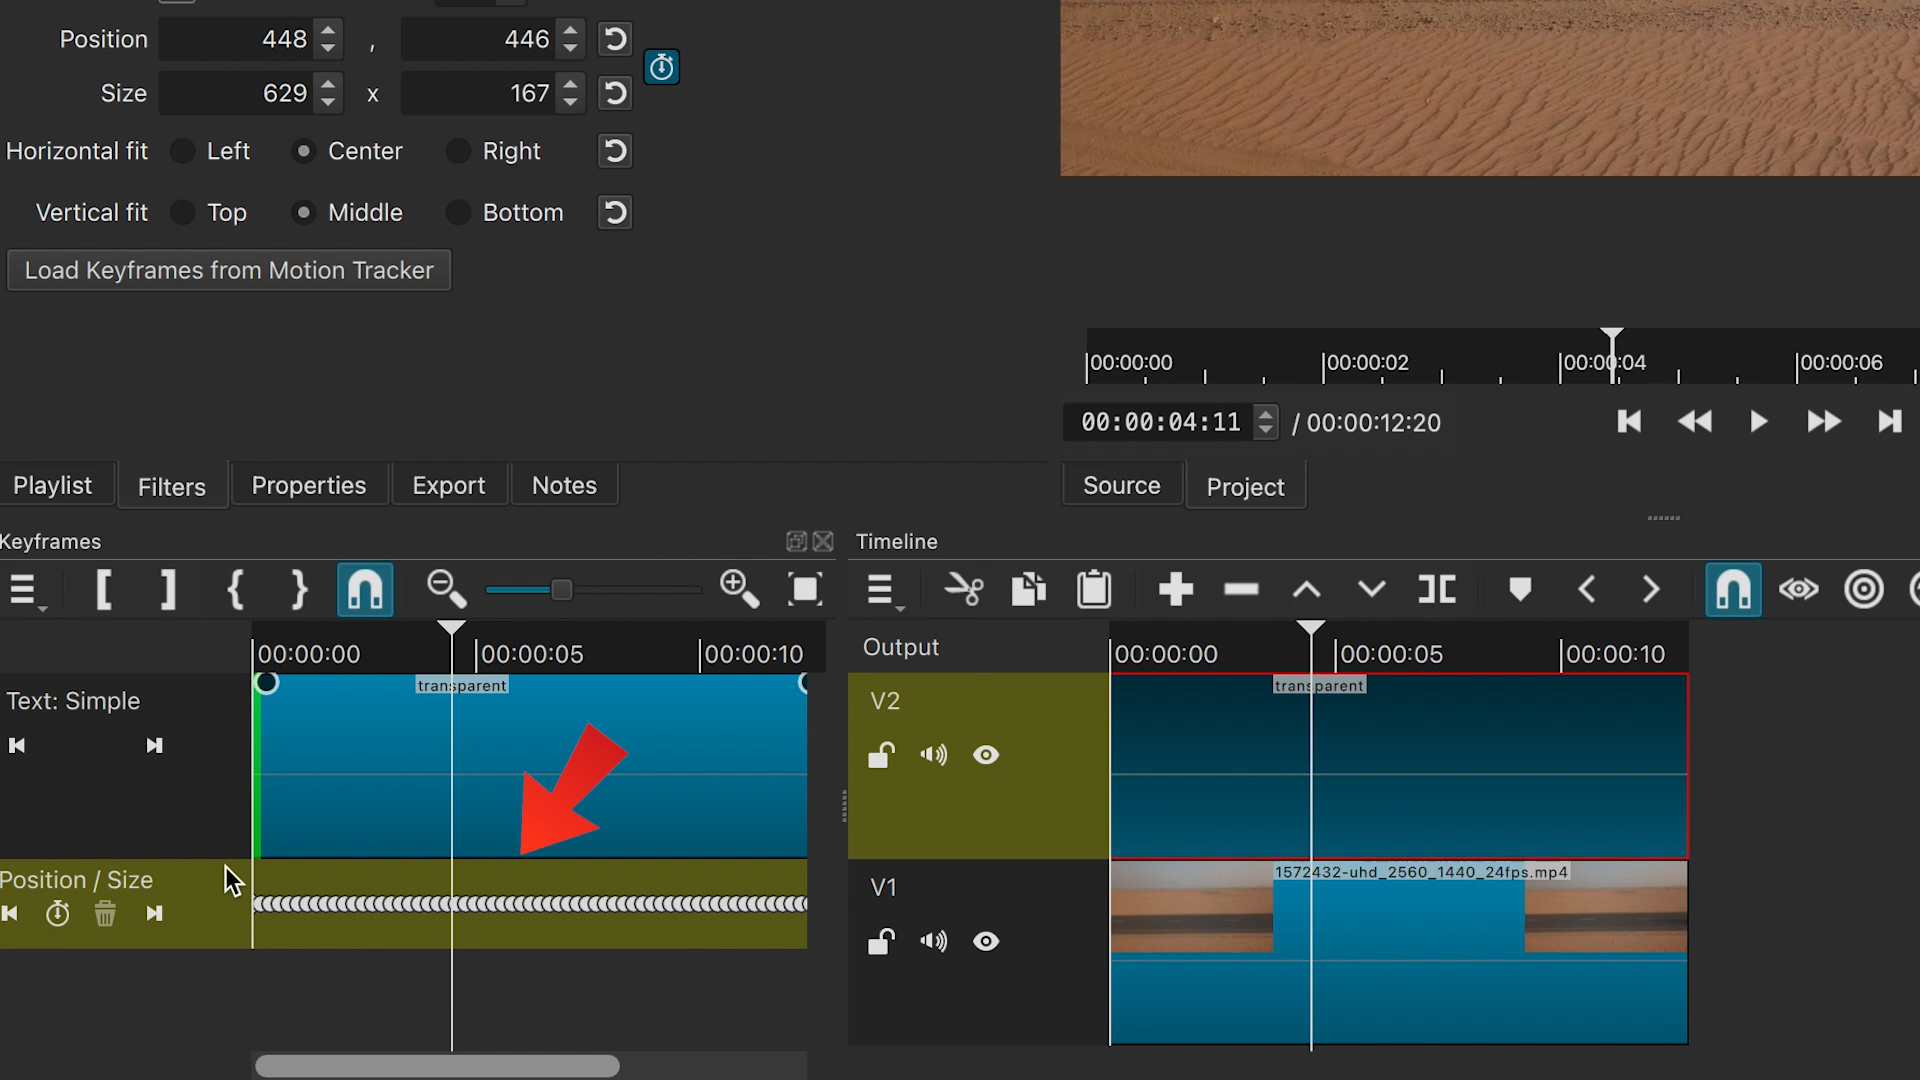 Position 448 , 446
Size 629 x 167
Horizontal fit Left Center Right
Vertical fit Top Middle Bottom
Load Keyframes from Motion Tracker
00:00:00 00:00:02 00:00:04 00:00:06
00:00:04:11 / 00:00:12:20
Playlist Filters Properties Export Notes
Source Project
Keyframes
Timeline
00:00:00 00:00:05 00:00:10
Output 00:00:00 00:00:05 00:00:10
Text: Simple transparent
V2 transparent
Position / Size
V1 1572432-uhd_2560_1440_24fps.mp4